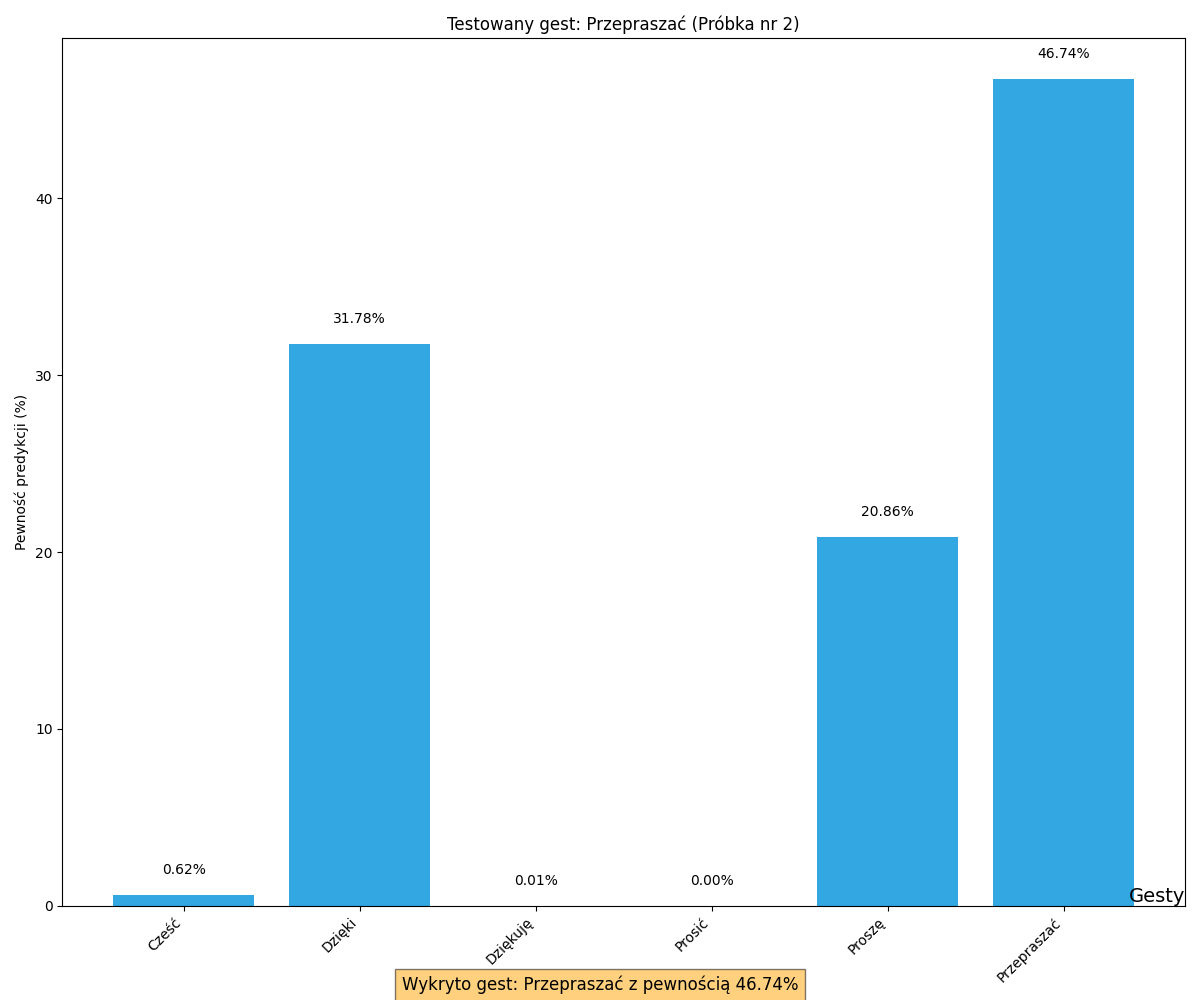 Testowany gest: Przepraszać (Próbka nr 2)
46.74%
40
31.78%
30
Pewność predykcji (%)
20.86%
20
10
0.62%
0.01%
0.00%
0
Gesty
Cześć
Dzięki
Dziękuję
Prosić
Proszę
Przepraszać
Wykryto gest: Przepraszać z pewnością 46.74%